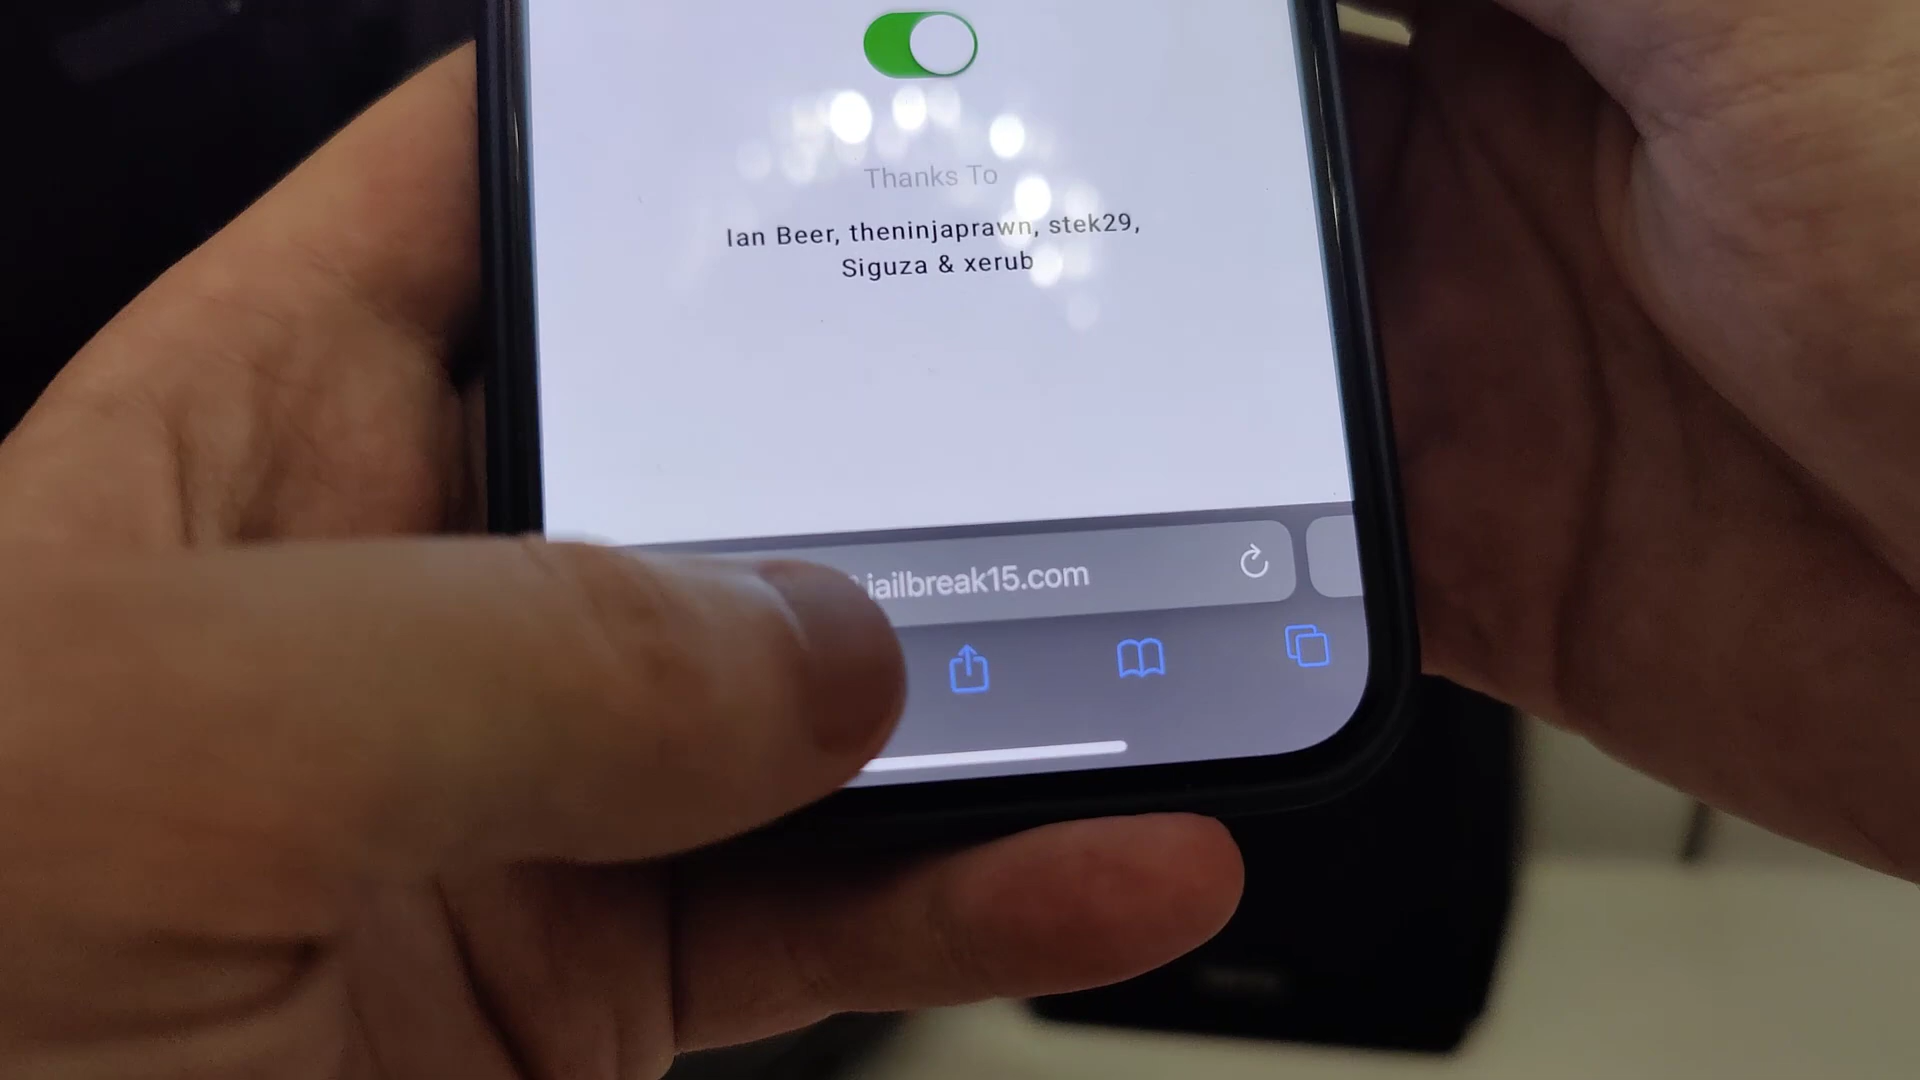 Thanks To
Ian Beer, theninjaprawn, stek29,
Siguza & xerub
jailbreak15.com